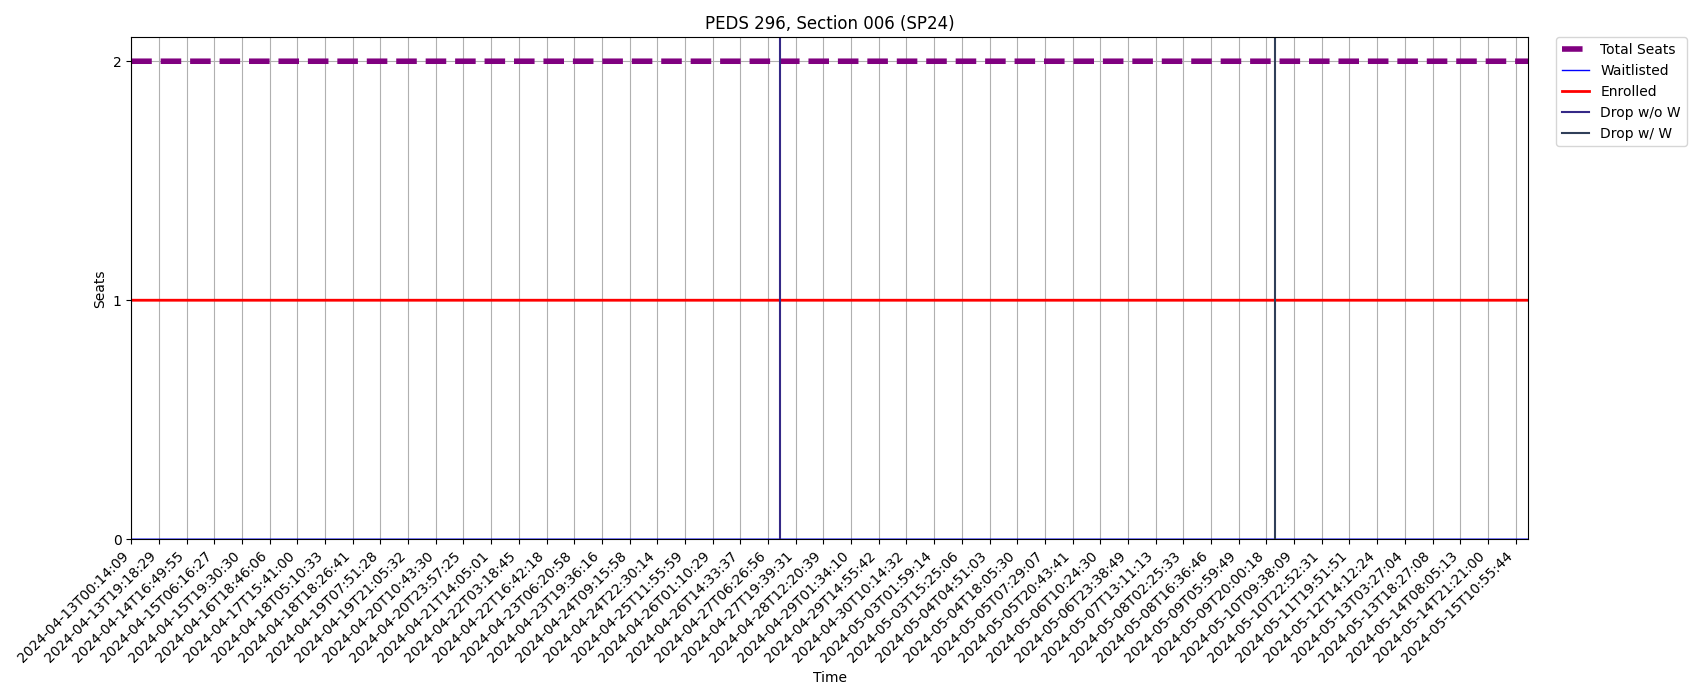 PEDS 296, Section 006 (SP24)
Total Seats
Waitlisted
Enrolled
Drop w/o W
Drop w/ W
2
1
0
Seats
2024-04-13T00:14:09
2024-04-13T19:18:29
2024-04-14T16:49:55
2024-04-15T06:16:27
2024-04-15T19:30:30
2024-04-16T18:46:06
2024-04-17T15:41:00
2024-04-18T05:10:33
2024-04-18T18:26:41
2024-04-19T07:51:28
2024-04-19T21:05:32
2024-04-20T10:43:30
2024-04-20T23:57:25
2024-04-21T14:05:01
2024-04-22T03:18:45
2024-04-22T16:42:18
2024-04-23T06:20:58
2024-04-23T19:36:16
2024-04-24T09:15:58
2024-04-24T22:30:14
2024-04-25T11:55:59
2024-04-26T01:10:29
2024-04-26T14:33:37
2024-04-27T06:26:56
2024-04-27T19:39:31
2024-04-28T12:20:39
2024-04-29T01:34:10
2024-04-29T14:55:42
2024-04-30T10:14:32
2024-05-03T01:59:14
2024-05-03T15:25:06
2024-05-04T04:51:03
2024-05-04T18:05:30
2024-05-05T07:29:07
2024-05-05T20:43:41
2024-05-06T10:24:30
2024-05-06T23:38:49
2024-05-07T13:11:13
2024-05-08T02:25:33
2024-05-08T16:36:46
2024-05-09T05:59:49
2024-05-09T20:00:18
2024-05-10T09:38:09
2024-05-10T22:52:31
2024-05-11T19:51:51
2024-05-12T14:12:24
2024-05-13T03:27:04
2024-05-13T18:27:08
2024-05-14T08:05:13
2024-05-14T21:21:00
2024-05-15T10:55:44
Time